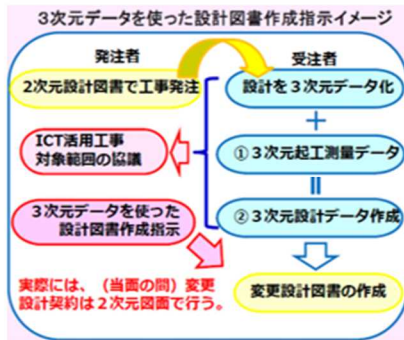 3次元データを使った設計図書作成指示イメージ
発注者
受注者
2次元設計図書で工事発注
設計を3次元データ化
+
ICT活用工事
対象範囲の協議
①3次元起工測量データ
=
3次元データを使った
設計図書作成指示
②3次元設計データ作成
実際には、(当面の間)変更
設計契約は2次元図面で行う。
変更設計図書の作成